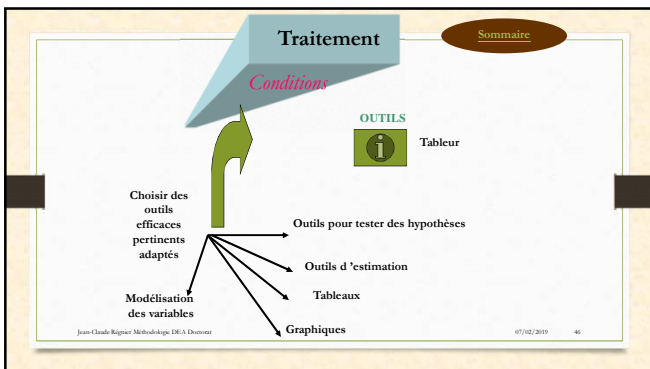 Traitement
Sommaire
Conditions
OUTILS
Tableur
Choisir des
outils
efficaces
pertinents
adaptés
Outils pour tester des hypothèses
Outils d ’estimation
Modélisation
des variables
Tableaux
Graphiques
Jean-Claude Régnier Méthodologie DEA Doctorat
07/02/2019
46